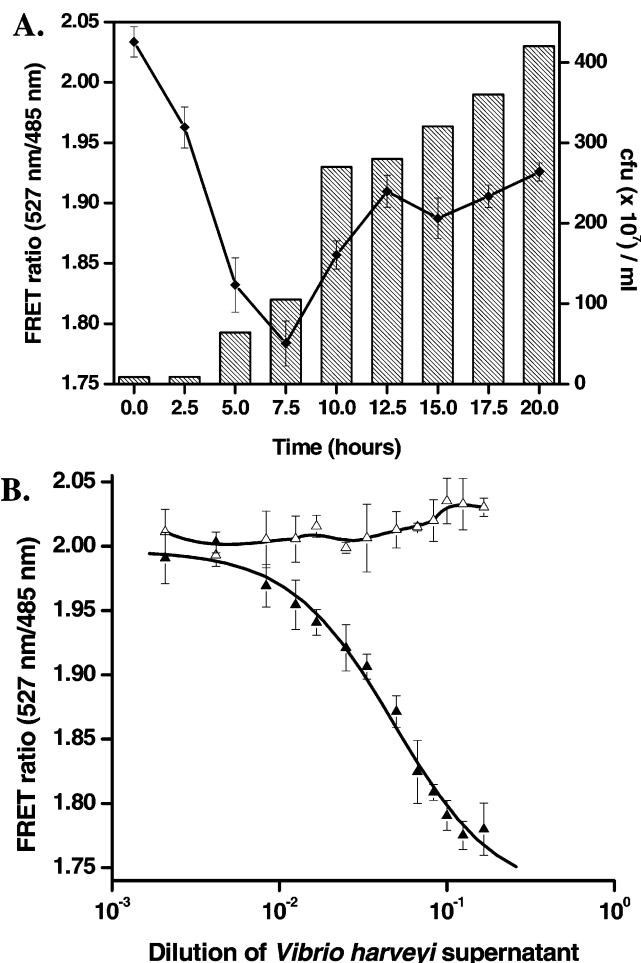 A.
FRET ratio (527 nm/485 nm)
2.05
2.00
1.95
1.90
1.85
1.80
1.75
400
300
200
100
0
cfu (x 10⁷) / ml
0.0 2.5 5.0 7.5 10.0 12.5 15.0 17.5 20.0
Time (hours)
B.
FRET ratio (527 nm/485 nm)
2.05
2.00
1.95
1.90
1.85
1.80
1.75
10⁻³ 10⁻² 10⁻¹ 10⁰
Dilution of Vibrio harveyi supernatant